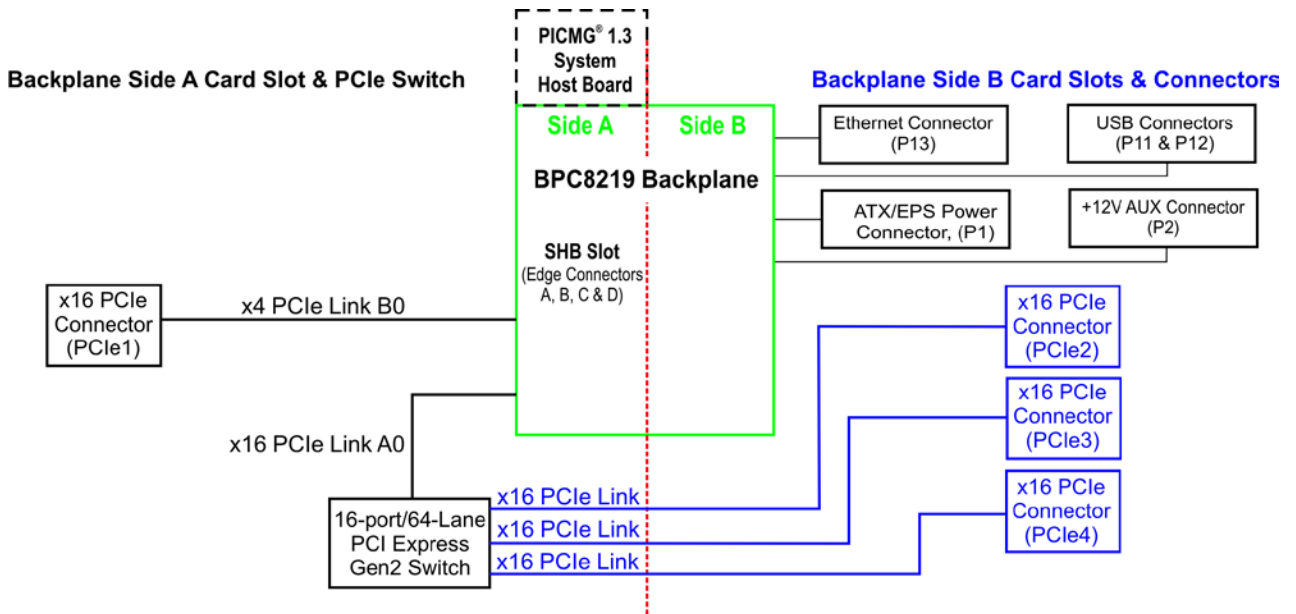 PICMG® 1.3
System
Host Board
Backplane Side A Card Slot & PCIe Switch
Backplane Side B Card Slots & Connectors
Side A
Side B
BPC8219 Backplane
SHB Slot
(Edge Connectors
A, B, C & D)
Ethernet Connector
(P13)
USB Connectors
(P11 & P12)
ATX/EPS Power
Connector, (P1)
+12V AUX Connector
(P2)
x16 PCIe
Connector
(PCIe1)
x4 PCIe Link B0
x16 PCIe Link A0
16-port/64-Lane
PCI Express
Gen2 Switch
x16 PCIe Link
x16 PCIe Link
x16 PCIe Link
x16 PCIe
Connector
(PCIe2)
x16 PCIe
Connector
(PCIe3)
x16 PCIe
Connector
(PCIe4)